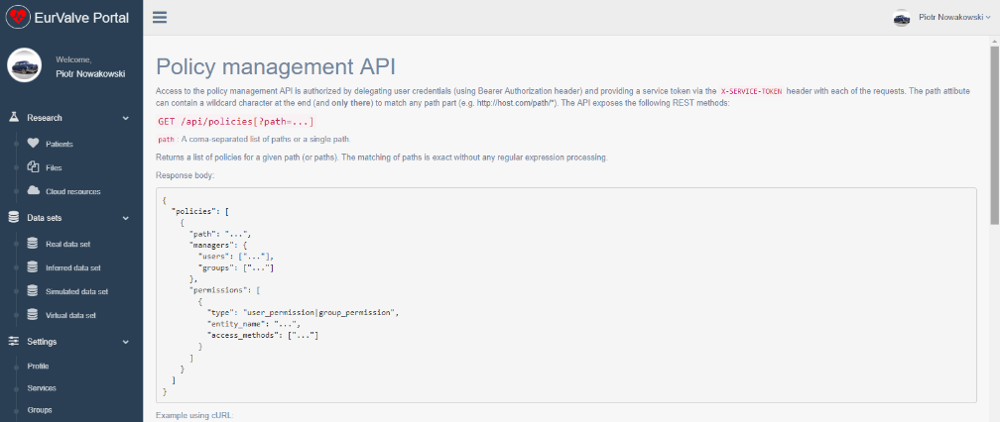 EurValve Portal
Piotr Nowakowski
Welcome,
Piotr Nowakowski
Research
Patients
Files
Cloud resources
Data sets
Real data set
Inferred data set
Simulated data set
Virtual data set
Settings
Profile
Services
Groups
Policy management API
Access to the policy management API is authorized by delegating user credentials (using Bearer Authorization header) and providing a service token via the X-SERVICE-TOKEN header with each of the requests. The path attibute
can contain a wildcard character at the end (and only there) to match any path part (e.g. http://host.com/path/*). The API exposes the following REST methods:
GET /api/policies[?path=...]
path : A coma-separated list of paths or a single path.
Returns a list of policies for a given path (or paths). The matching of paths is exact without any regular expression processing.
Response body:
{
"policies": [
{
"path": "...",
"managers": {
"users": ["..."],
"groups": ["..."]
},
"permissions": [
{
"type": "user_permission|group_permission",
"entity_name": "...",
"access_methods": ["..."]
}
]
}
]
}
Example using cURL: